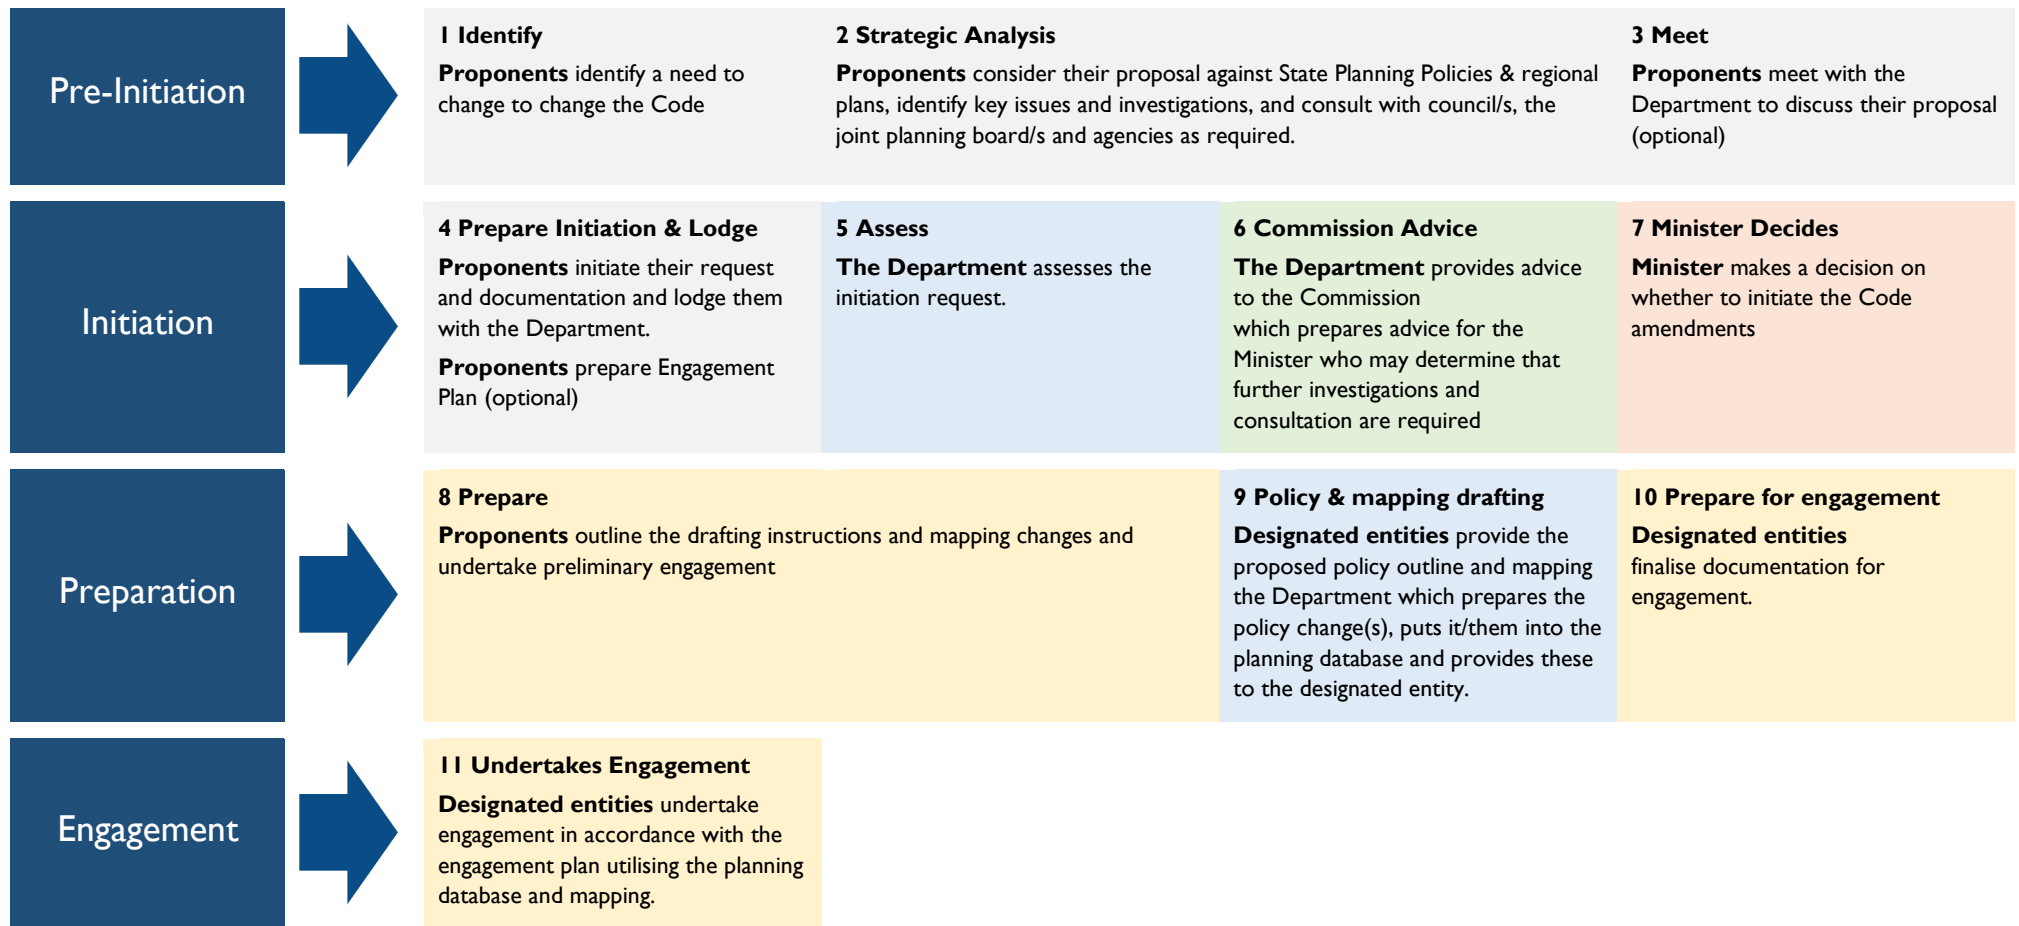 Pre-Initiation
1 Identify
Proponents identify a need to
change to change the Code
2 Strategic Analysis
Proponents consider their proposal against State Planning Policies & regional
plans, identify key issues and investigations, and consult with council/s, the
joint planning board/s and agencies as required.
3 Meet
Proponents meet with the
Department to discuss their proposal
(optional)
Initiation
4 Prepare Initiation & Lodge
Proponents initiate their request
and documentation and lodge them
with the Department.
Proponents prepare Engagement
Plan (optional)
5 Assess
The Department assesses the
initiation request.
6 Commission Advice
The Department provides advice
to the Commission
which prepares advice for the
Minister who may determine that
further investigations and
consultation are required
7 Minister Decides
Minister makes a decision on
whether to initiate the Code
amendments
Preparation
8 Prepare
Proponents outline the drafting instructions and mapping changes and
undertake preliminary engagement
9 Policy & mapping drafting
Designated entities provide the
proposed policy outline and mapping
the Department which prepares the
policy change(s), puts it/them into the
planning database and provides these
to the designated entity.
10 Prepare for engagement
Designated entities
finalise documentation for
engagement.
Engagement
11 Undertakes Engagement
Designated entities undertake
engagement in accordance with the
engagement plan utilising the planning
database and mapping.